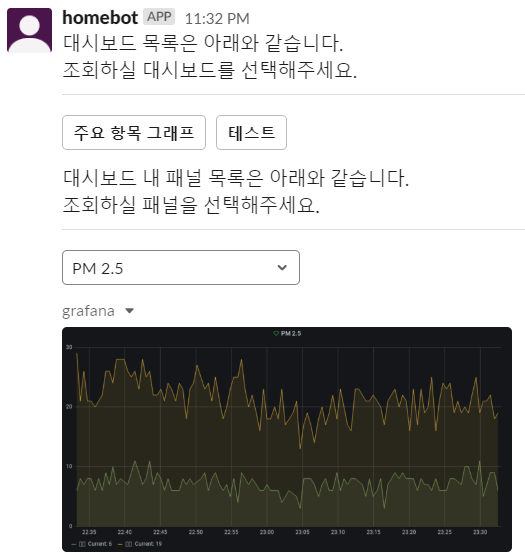 homebot APP 11:32 PM
대시보드 목록은 아래와 같습니다.
조회하실 대시보드를 선택해주세요.
주요 항목 그래프 테스트
대시보드 내 패널 목록은 아래와 같습니다.
조회하실 패널을 선택해주세요.
PM 2.5
grafana
PM 2.5
30
20
10
0
22:35 22:40 22:45 22:50 22:55 23:00 23:05 23:10 23:15 23:20 23:25 23:30
Current: 6 Current: 19